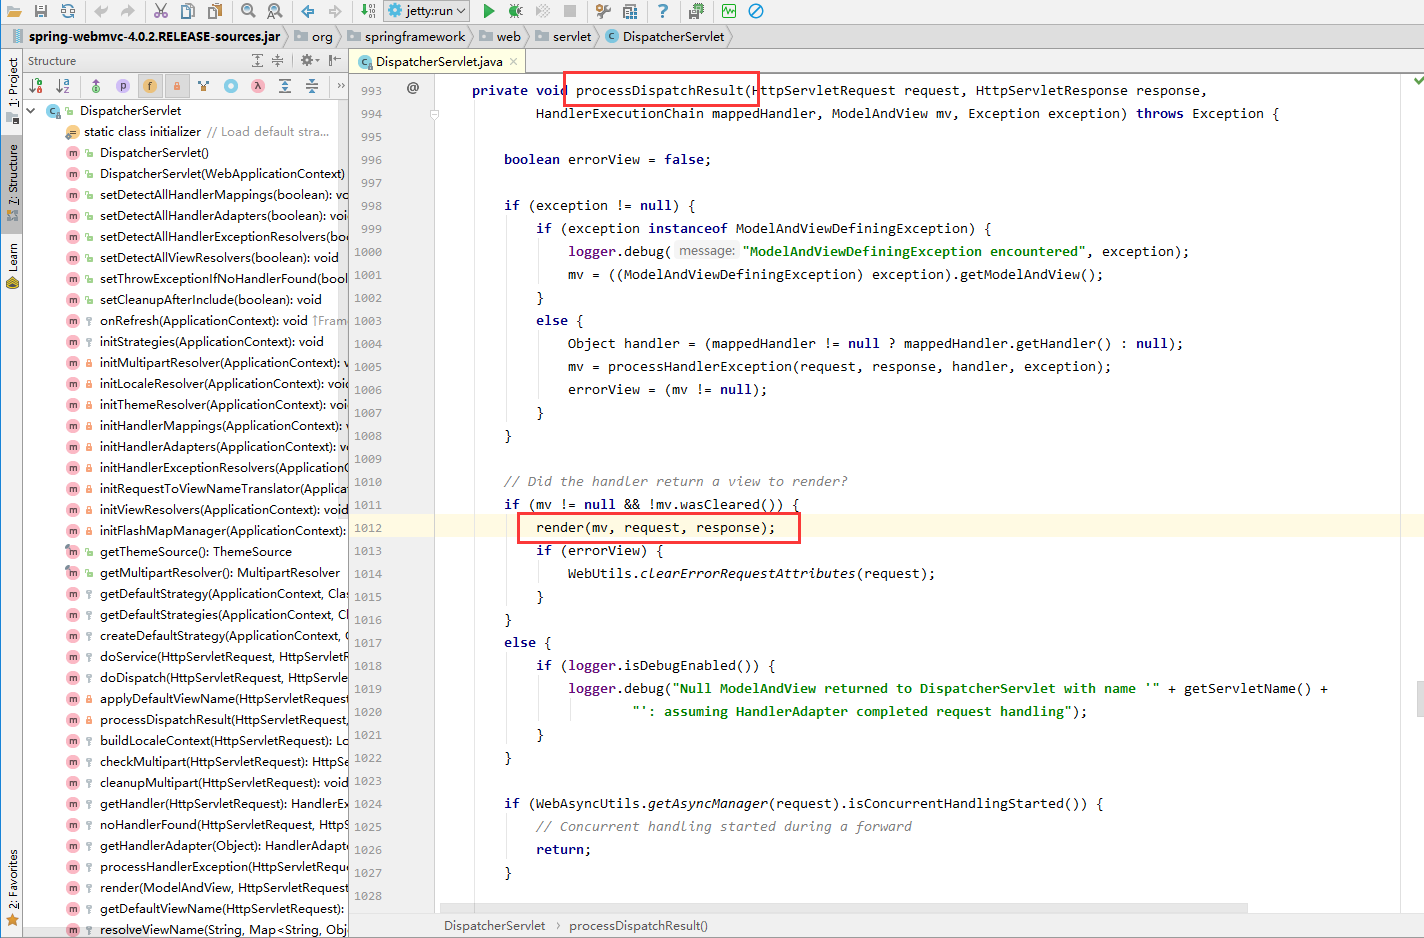 jetty:run
spring-webmvc-4.0.2.RELEASE-sources.jar org springframework web servlet DispatcherServlet
1: Project
7: Structure
Learn
2: Favorites
Structure
DispatcherServlet
static class initializer // Load default stra...
DispatcherServlet()
DispatcherServlet(WebApplicationContext)
setDetectAllHandlerMappings(boolean): vo
setDetectAllHandlerAdapters(boolean): voi
setDetectAllHandlerExceptionResolvers(bo
setDetectAllViewResolvers(boolean): void
setThrowExceptionIfNoHandlerFound(bool
setCleanupAfterInclude(boolean): void
onRefresh(ApplicationContext): void ↑Fram
initStrategies(ApplicationContext): void
initMultipartResolver(ApplicationContext):
initLocaleResolver(ApplicationContext): voi
initThemeResolver(ApplicationContext): voi
initHandlerMappings(ApplicationContext): v
initHandlerAdapters(ApplicationContext): v
initHandlerExceptionResolvers(ApplicationC
initRequestToViewNameTranslator(Applicat
initViewResolvers(ApplicationContext): void
initFlashMapManager(ApplicationContext):
getThemeSource(): ThemeSource
getMultipartResolver(): MultipartResolver
getDefaultStrategy(ApplicationContext, Clas
getDefaultStrategies(ApplicationContext, Cl
createDefaultStrategy(ApplicationContext, C
doService(HttpServletRequest, HttpServletR
doDispatch(HttpServletRequest, HttpServlet
applyDefaultViewName(HttpServletRequest
processDispatchResult(HttpServletRequest,
buildLocaleContext(HttpServletRequest): Lo
checkMultipart(HttpServletRequest): HttpSe
cleanupMultipart(HttpServletRequest): void
getHandler(HttpServletRequest): HandlerEx
noHandlerFound(HttpServletRequest, HttpS
getHandlerAdapter(Object): HandlerAdapte
processHandlerException(HttpServletReque
render(ModelAndView, HttpServletRequest
getDefaultViewName(HttpServletRequest):
resolveViewName(String, Map<String, Obj
DispatcherServlet.java
993 @ private void processDispatchResult(HttpServletRequest request, HttpServletResponse response,
994 HandlerExecutionChain mappedHandler, ModelAndView mv, Exception exception) throws Exception {
995
996 boolean errorView = false;
997
998 if (exception != null) {
999 if (exception instanceof ModelAndViewDefiningException) {
1000 logger.debug( message: "ModelAndViewDefiningException encountered", exception);
1001 mv = ((ModelAndViewDefiningException) exception).getModelAndView();
1002 }
1003 else {
1004 Object handler = (mappedHandler != null ? mappedHandler.getHandler() : null);
1005 mv = processHandlerException(request, response, handler, exception);
1006 errorView = (mv != null);
1007 }
1008 }
1009
1010 // Did the handler return a view to render?
1011 if (mv != null && !mv.wasCleared()) {
1012 render(mv, request, response);
1013 if (errorView) {
1014 WebUtils.clearErrorRequestAttributes(request);
1015 }
1016 }
1017 else {
1018 if (logger.isDebugEnabled()) {
1019 logger.debug("Null ModelAndView returned to DispatcherServlet with name '" + getServletName() +
1020 "': assuming HandlerAdapter completed request handling");
1021 }
1022 }
1023
1024 if (WebAsyncUtils.getAsyncManager(request).isConcurrentHandlingStarted()) {
1025 // Concurrent handling started during a forward
1026 return;
1027 }
1028
DispatcherServlet › processDispatchResult()